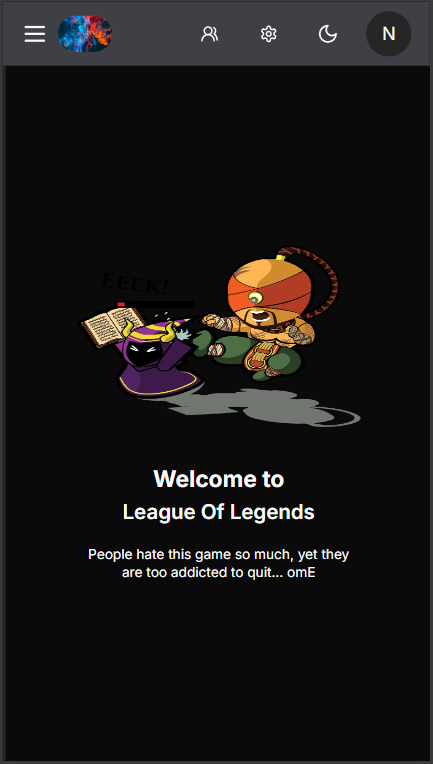 N
EEEK!
Welcome to
League Of Legends
People hate this game so much, yet they
are too addicted to quit... omE